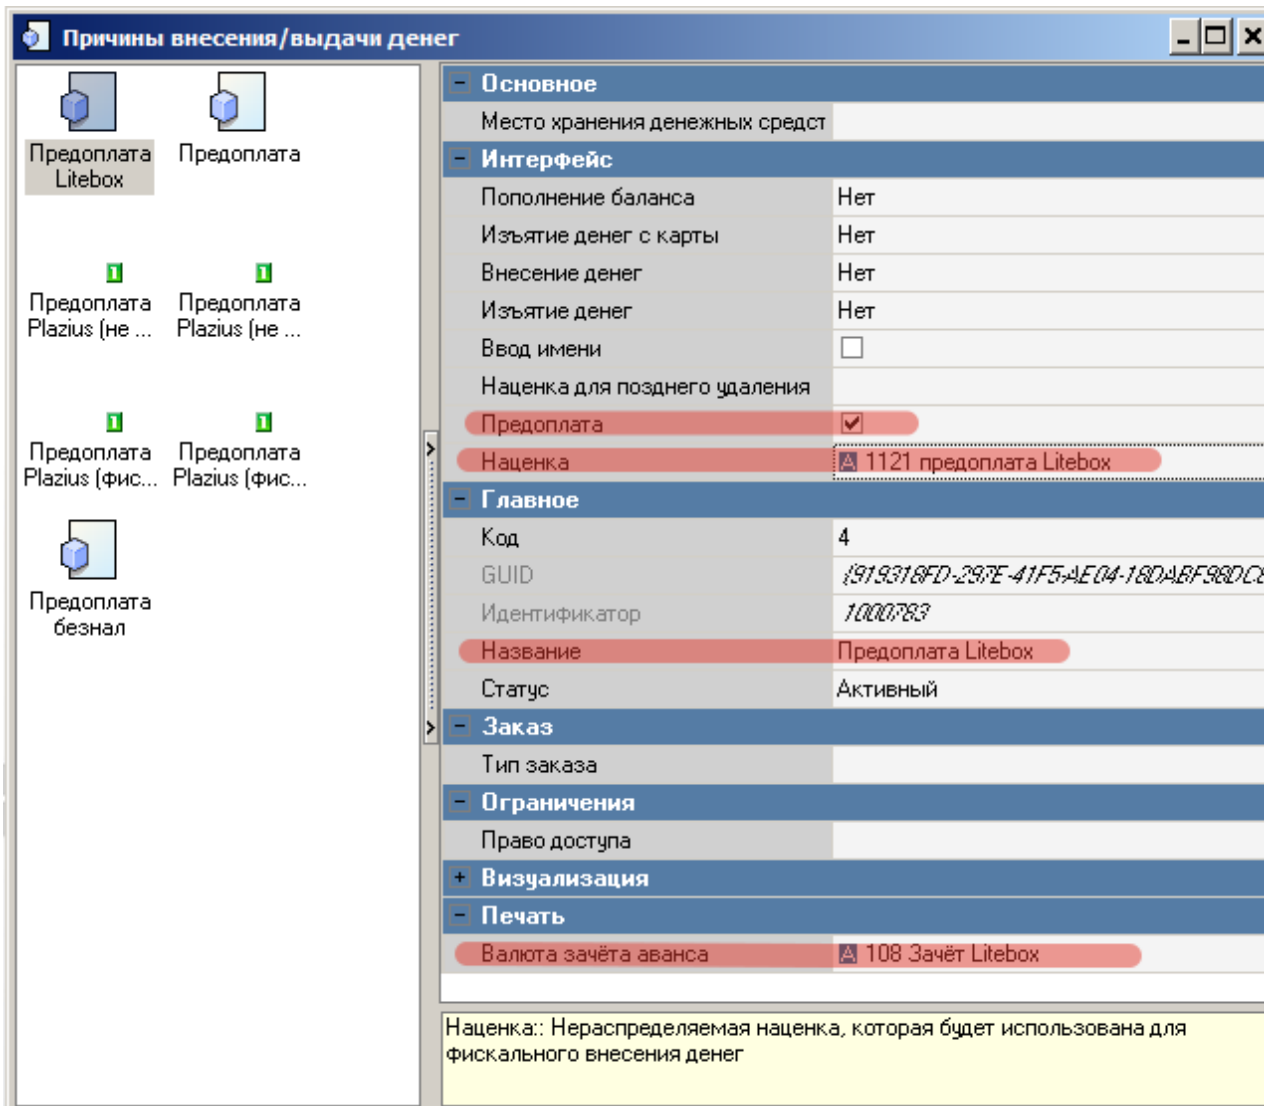 Причины внесения/выдачи денег
Предоплата Litebox
Предоплата
Предоплата Plazius (не ...
Предоплата Plazius (не ...
Предоплата Plazius (фис...
Предоплата Plazius (фис...
Предоплата безнал
Основное
Место хранения денежных средст
Интерфейс
Пополнение баланса Нет
Изъятие денег с карты Нет
Внесение денег Нет
Изъятие денег Нет
Ввод имени
Наценка для позднего удаления
Предоплата
Наценка 1121 предоплата Litebox
Главное
Код 4
GUID {919318FD-297E-41F5-AE04-18DABF98DC
Идентификатор 1000783
Название Предоплата Litebox
Статус Активный
Заказ
Тип заказа
Ограничения
Право доступа
Визуализация
Печать
Валюта зачёта аванса 108 Зачёт Litebox
Наценка:: Нераспределяемая наценка, которая будет использована для
фискального внесения денег